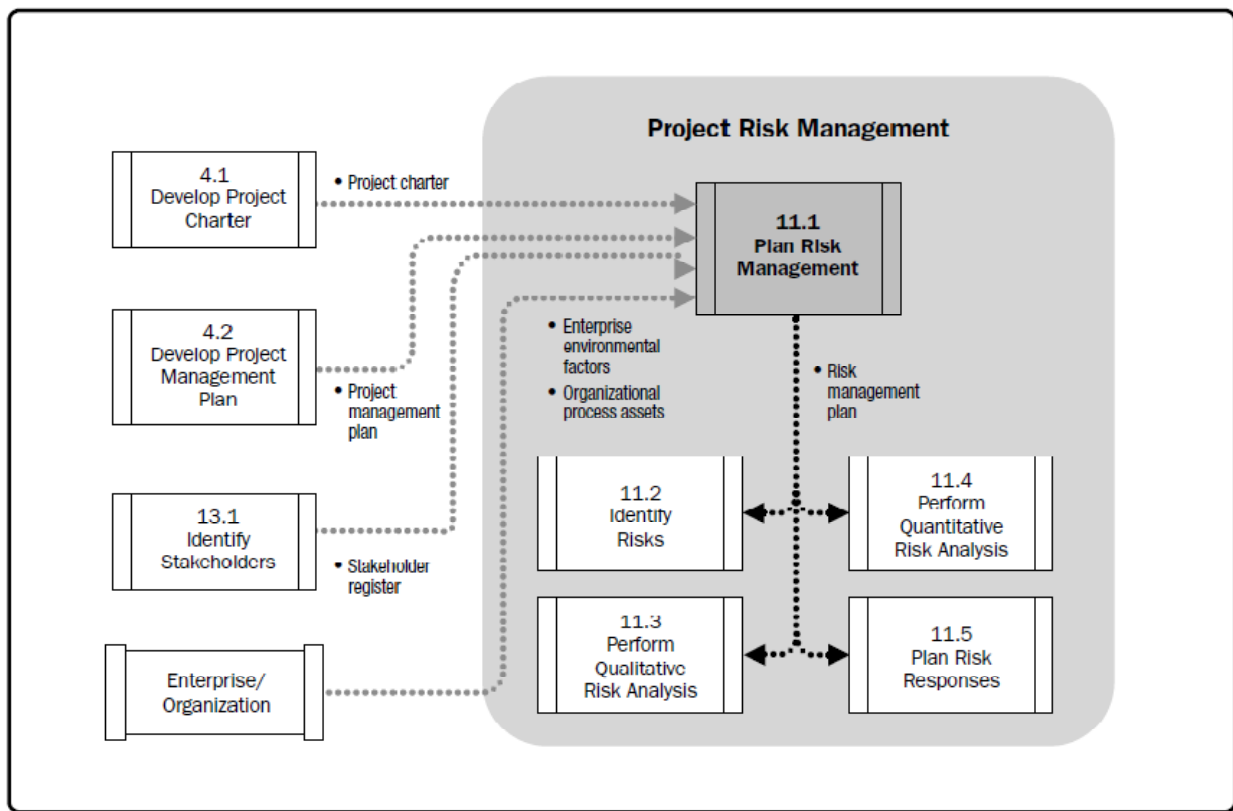 Project Risk Management
4.1
Develop Project
Charter
• Project charter
11.1
Plan Risk
Management
4.2
Develop Project
Management
Plan
• Project
management
plan
• Enterprise
environmental
factors
• Organizational
process assets
• Risk
management
plan
13.1
Identify
Stakeholders
• Stakeholder
register
11.2
Identify
Risks
11.4
Perform
Quantitative
Risk Analysis
11.3
Perform
Qualitative
Risk Analysis
11.5
Plan Risk
Responses
Enterprise/
Organization